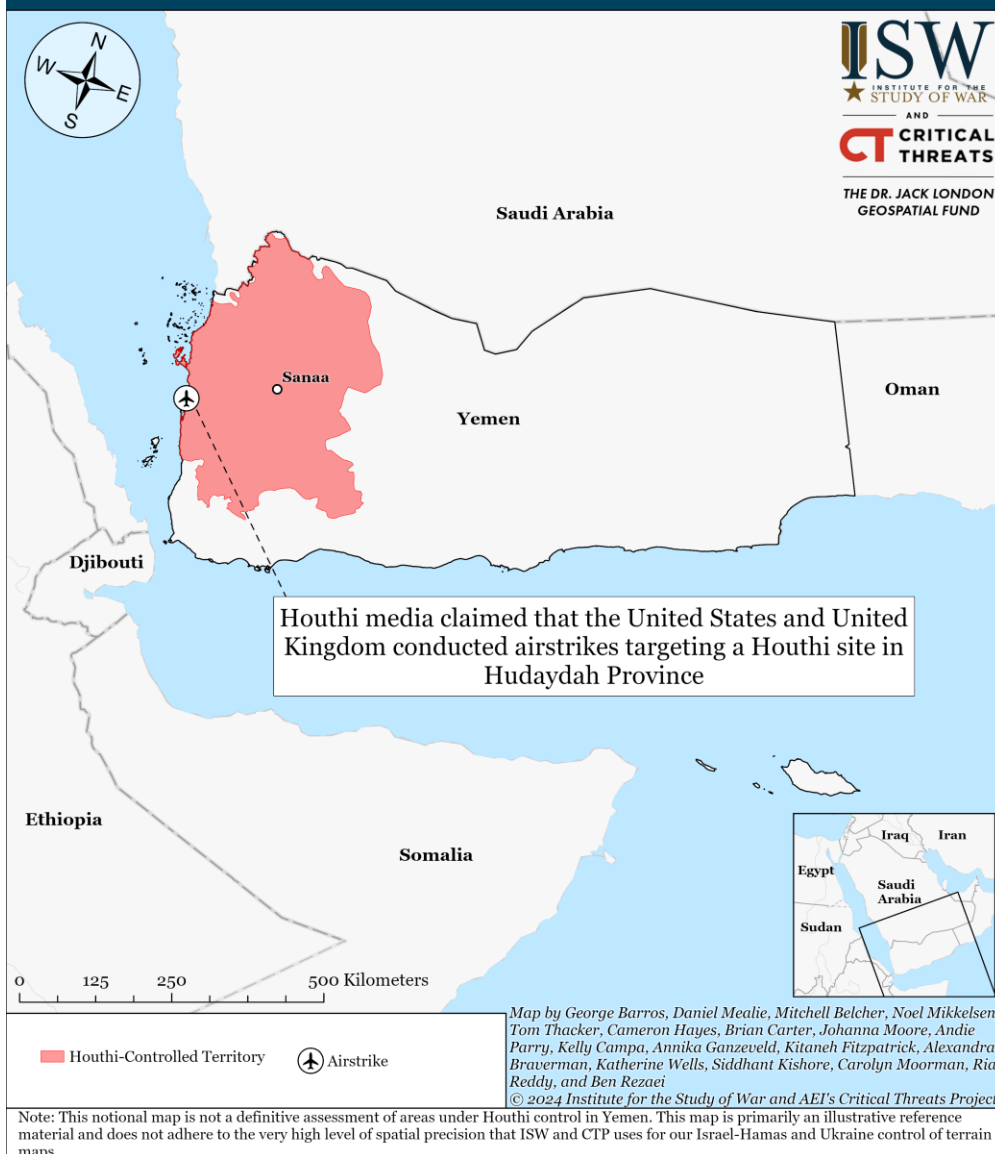 N
W
E
S
ISW
INSTITUTE FOR THE
STUDY OF WAR
AND
CT CRITICAL
THREATS
THE DR. JACK LONDON
GEOSPATIAL FUND
Saudi Arabia
Sanaa
Yemen
Oman
Djibouti
Houthi media claimed that the United States and United
Kingdom conducted airstrikes targeting a Houthi site in
Hudaydah Province
Ethiopia
Somalia
Iraq
Iran
Egypt
Saudi
Arabia
Sudan
0 125 250 500 Kilometers
Houthi-Controlled Territory
Airstrike
Map by George Barros, Daniel Mealie, Mitchell Belcher, Noel Mikkelsen,
Tom Thacker, Cameron Hayes, Brian Carter, Johanna Moore, Andie
Parry, Kelly Campa, Annika Ganzeveld, Kitaneh Fitzpatrick, Alexandra
Braverman, Katherine Wells, Siddhant Kishore, Carolyn Moorman, Ria
Reddy, and Ben Rezaei
© 2024 Institute for the Study of War and AEI's Critical Threats Project
Note: This notional map is not a definitive assessment of areas under Houthi control in Yemen. This map is primarily an illustrative reference
material and does not adhere to the very high level of spatial precision that ISW and CTP uses for our Israel-Hamas and Ukraine control of terrain
maps